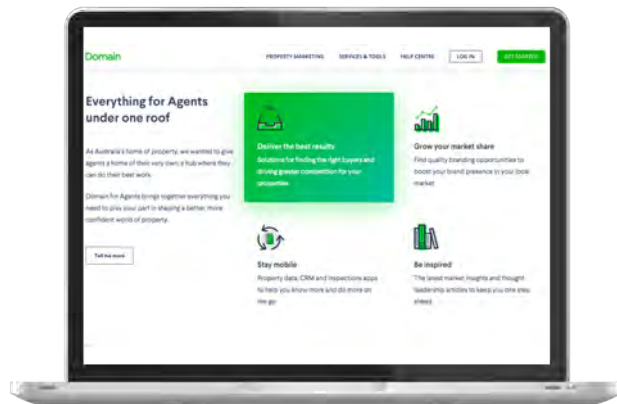 Domain
PROPERTY MARKETING SERVICES & TOOLS HELP CENTRE LOG IN GET STARTED
Everything for Agents
under one roof
As Australia's home of property, we wanted to give
agents a home of their very own; a hub where they
can do their best work.
Domain for Agents brings together everything you
need to play your part in shaping a better, more
confident world of property.
Tell me more
Deliver the best results
Solutions for finding the right buyers and
driving greater competition for your
properties
Grow your market share
Find quality branding opportunities to
boost your brand presence in your local
market
Stay mobile
Property data, CRM and inspections apps
to help you know more and do more on
the go
Be inspired
The latest market insights and thought
leadership articles to keep you one step
ahead